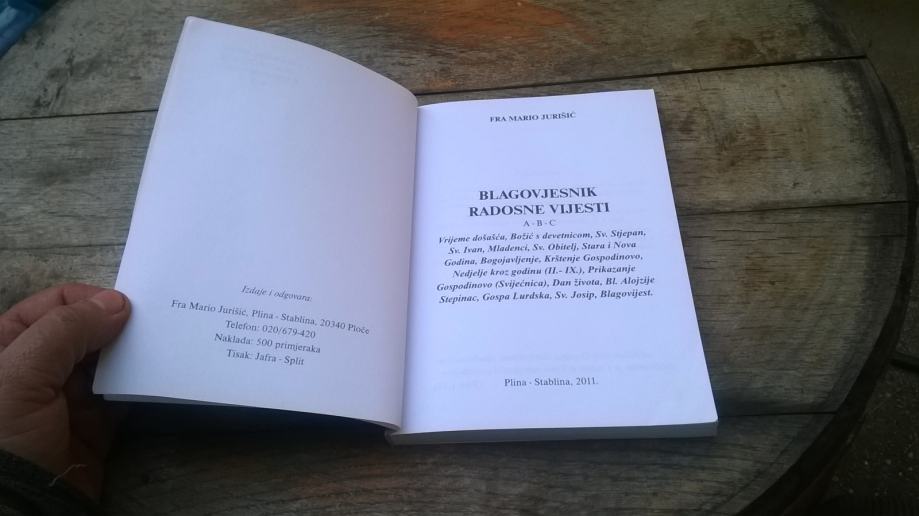 Izdaje i odgovara:
Fra Mario Jurišić, Plina - Stablina, 20340 Ploče
Telefon: 020/679-420
Naklada: 500 primjeraka
Tisak: Jafra - Split
FRA MARIO JURIŠIĆ
BLAGOVJESNIK
RADOSNE VIJESTI
A - B - C
Vrijeme došašća, Božić s devetnicom, Sv. Stjepan,
Sv. Ivan, Mladenci, Sv. Obitelj, Stara i Nova
Godina, Bogojavljenje, Krštenje Gospodinovo,
Nedjelje kroz godinu (II.- IX.), Prikazanje
Gospodinovo (Svijećnica), Dan života, Bl. Alojzije
Stepinac, Gospa Lurdska, Sv. Josip, Blagovijest.
Plina - Stablina, 2011.